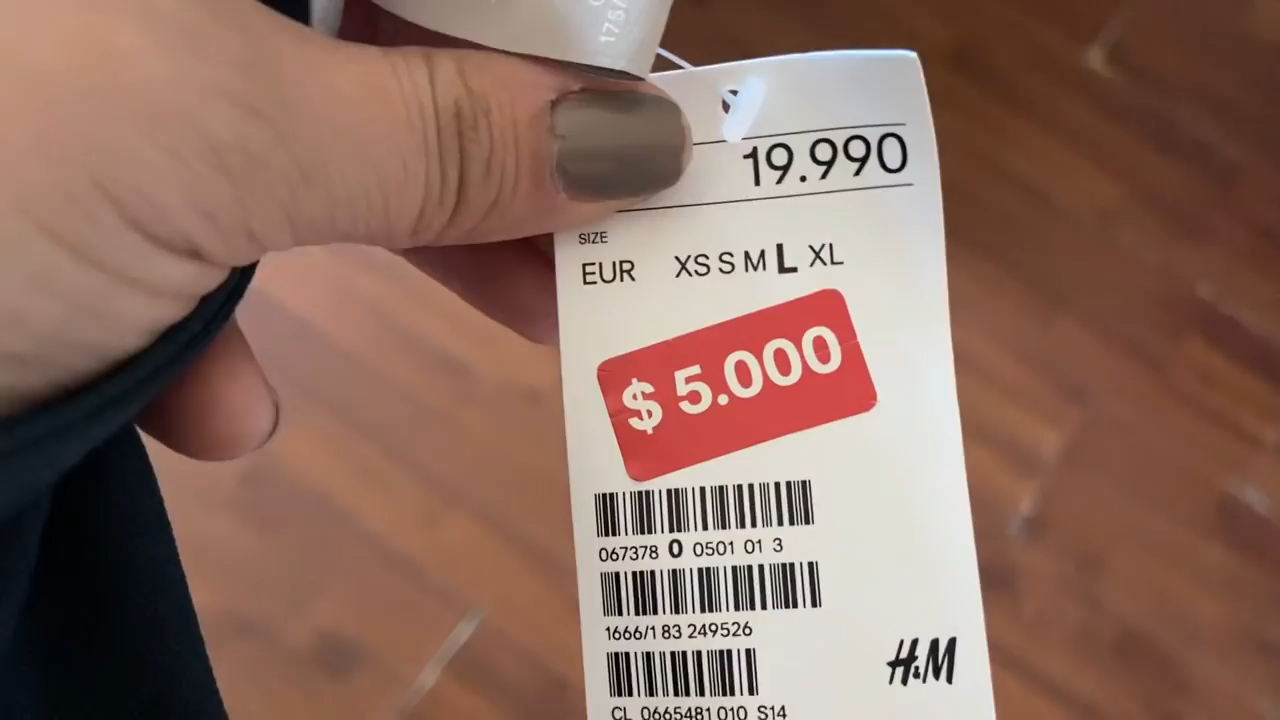 175/
19.990
SIZE
EUR XS S M L XL
$ 5.000
067378 0 0501 01 3
1666/1 83 249526
H&M
CL 0665481 010 S14